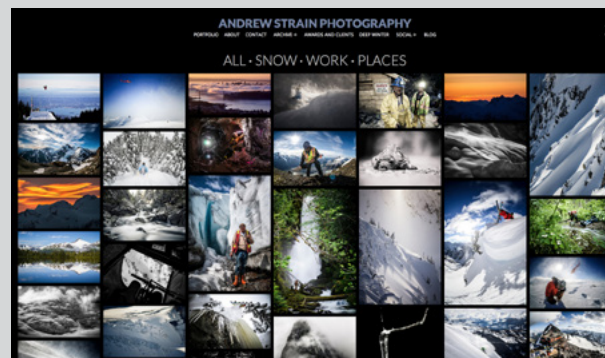 ANDREW STRAIN PHOTOGRAPHY
PORTFOLIO ABOUT CONTACT ARCHIVE + AWARDS AND CLIENTS DEEP WINTER SOCIAL + BLOG
ALL · SNOW · WORK · PLACES